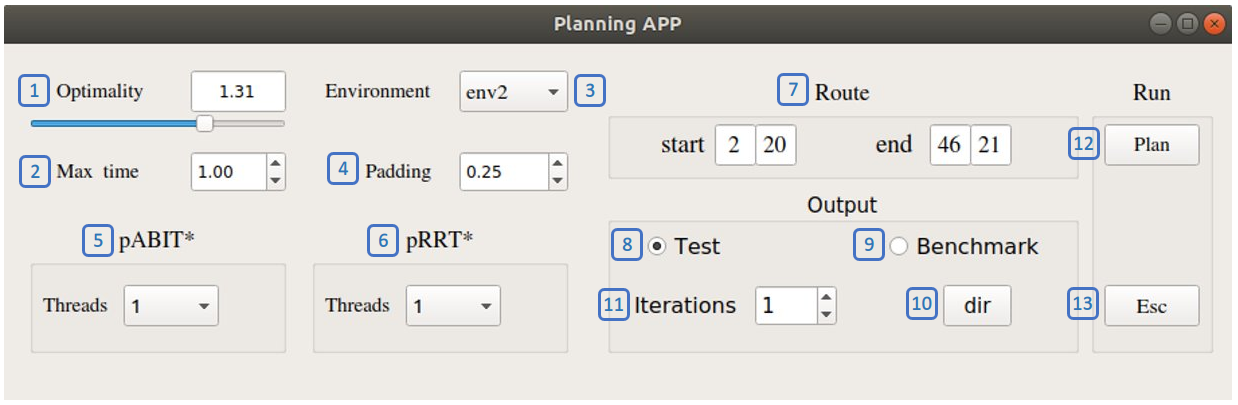 Planning APP
1 Optimality 1.31 Environment env2 3 7 Route Run
start 2 20 end 46 21 12 Plan
2 Max time 1.00 4 Padding 0.25
Output
5 pABIT* 6 pRRT* 8 Test 9 Benchmark
Threads 1 Threads 1 11 Iterations 1 10 dir 13 Esc